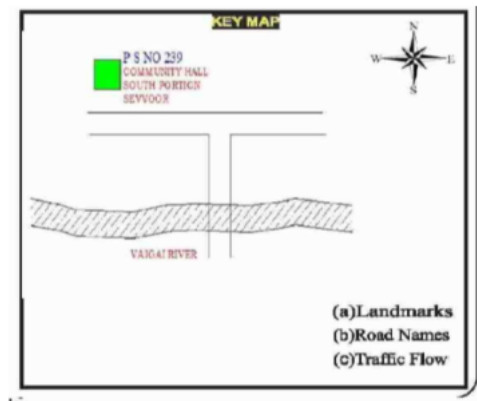 KEY MAP
N
P S NO 239
W
E
COMMUNITY HALL
SOUTH PORTION
S
SEVVOOR
VAIGAI RIVER
(a)Landmarks
(b)Road Names
(c)Traffic Flow